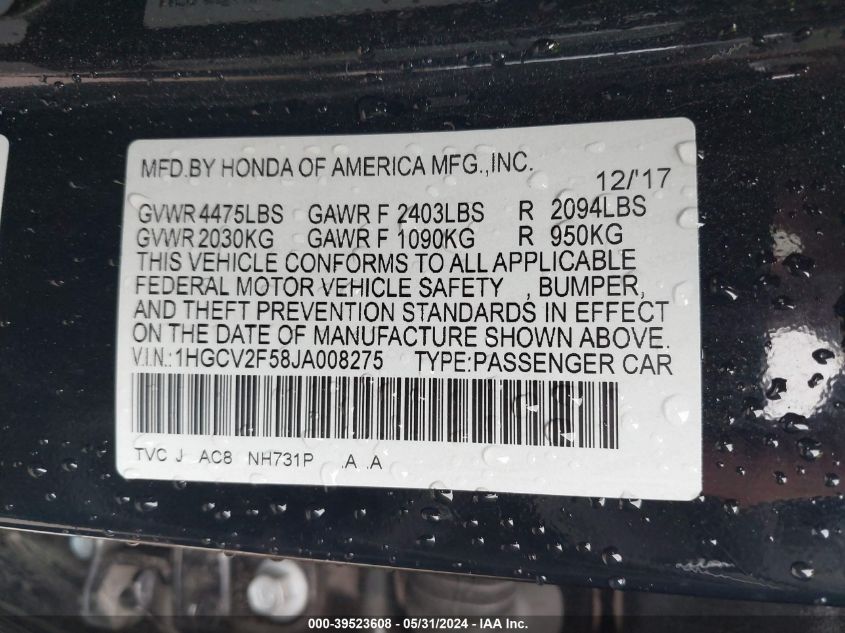 MFD.BY HONDA OF AMERICA MFG.,INC.
12/'17
GVWR 4475LBS GAWR F 2403LBS R 2094LBS
GVWR 2030KG GAWR F 1090KG R 950KG
THIS VEHICLE CONFORMS TO ALL APPLICABLE
FEDERAL MOTOR VEHICLE SAFETY , BUMPER,
AND THEFT PREVENTION STANDARDS IN EFFECT
ON THE DATE OF MANUFACTURE SHOWN ABOVE.
V.I.N.:1HGCV2F58JA008275 TYPE:PASSENGER CAR
TVC J AC8 NH731P .A .A
000-39523608 - 05/31/2024 - IAA Inc.